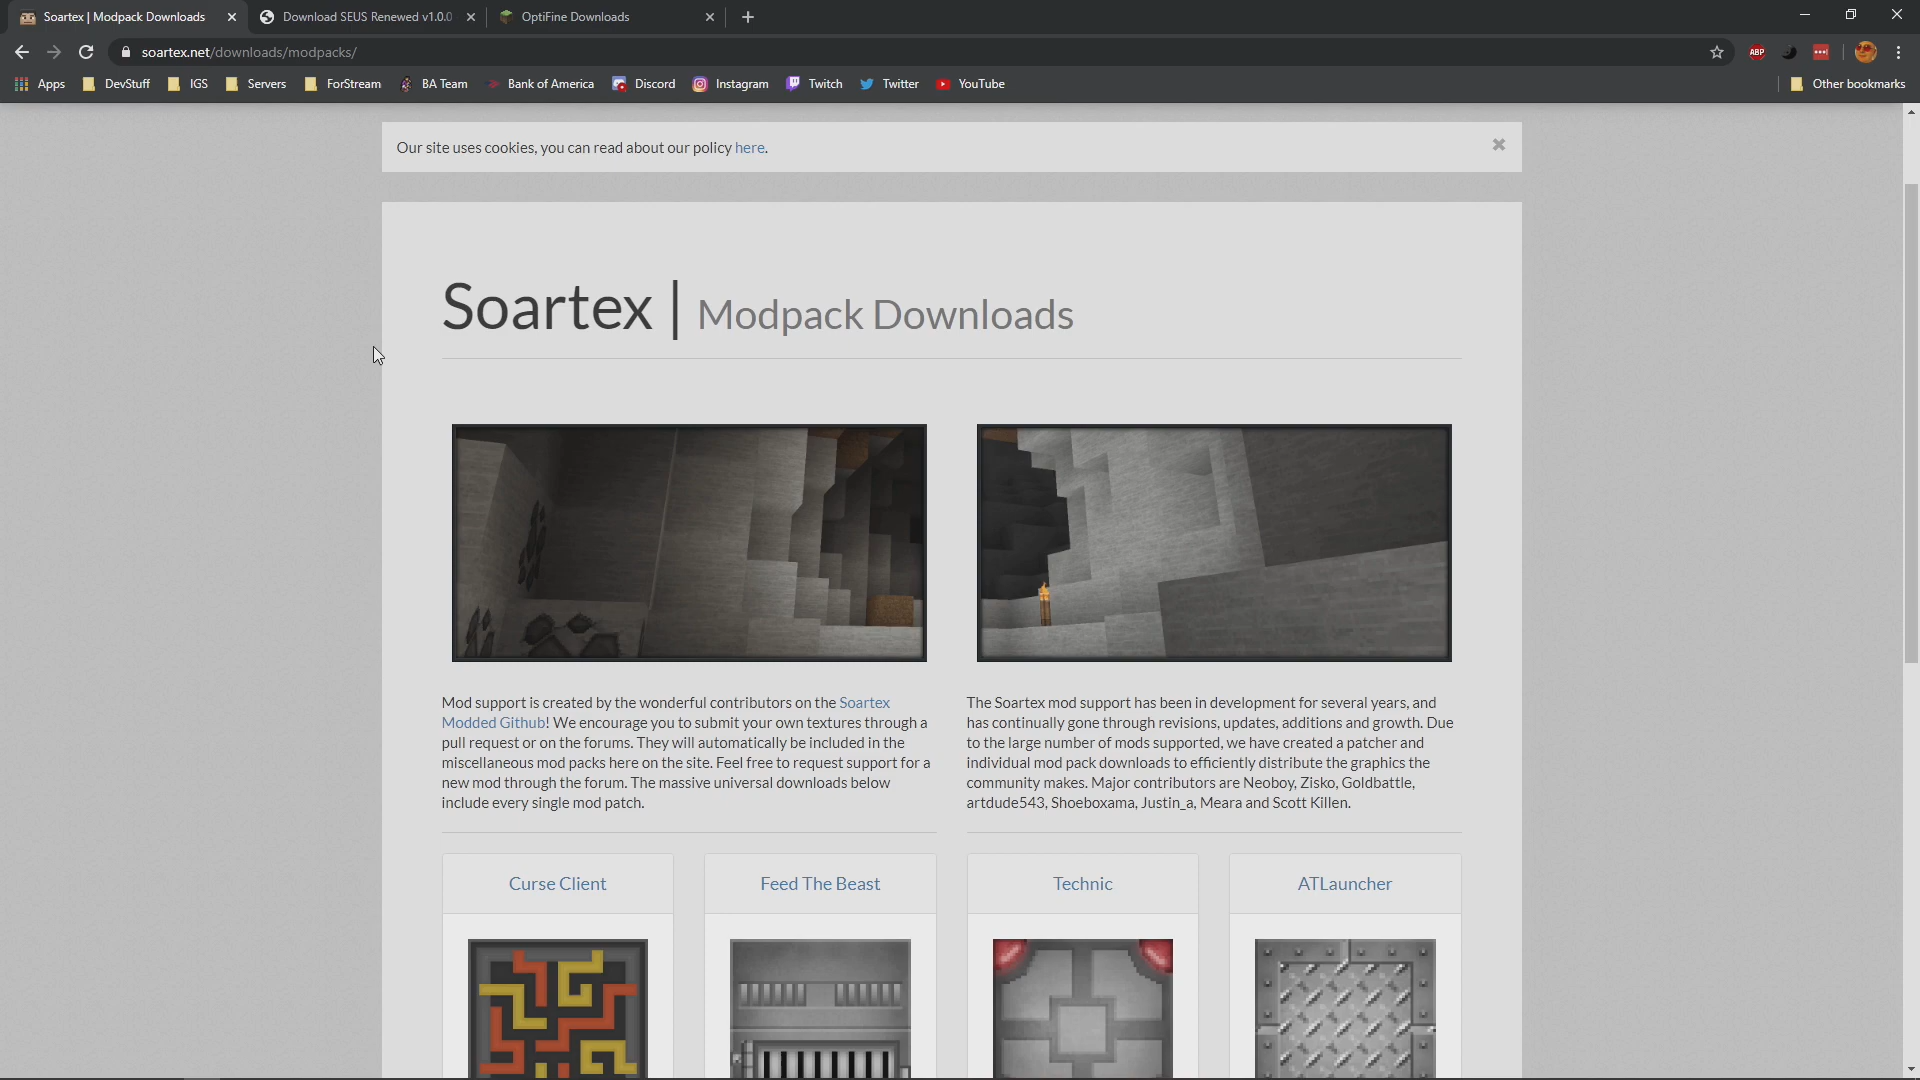 Soartex | Modpack Downloads
Download SEUS Renewed v1.0.0
OptiFine Downloads
soartex.net/downloads/modpacks/
ABP
Apps
DevStuff
IGS
Servers
ForStream
BA Team
Bank of America
Discord
Instagram
Twitch
Twitter
YouTube
Other bookmarks
Our site uses cookies, you can read about our policy here.
Soartex | Modpack Downloads
Mod support is created by the wonderful contributors on the Soartex
Modded Github! We encourage you to submit your own textures through a
pull request or on the forums. They will automatically be included in the
miscellaneous mod packs here on the site. Feel free to request support for a
new mod through the forum. The massive universal downloads below
include every single mod patch.
The Soartex mod support has been in development for several years, and
has continually gone through revisions, updates, additions and growth. Due
to the large number of mods supported, we have created a patcher and
individual mod pack downloads to efficiently distribute the graphics the
community makes. Major contributors are Neoboy, Zisko, Goldbattle,
artdude543, Shoeboxama, Justin_a, Meara and Scott Killen.
Curse Client
Feed The Beast
Technic
ATLauncher